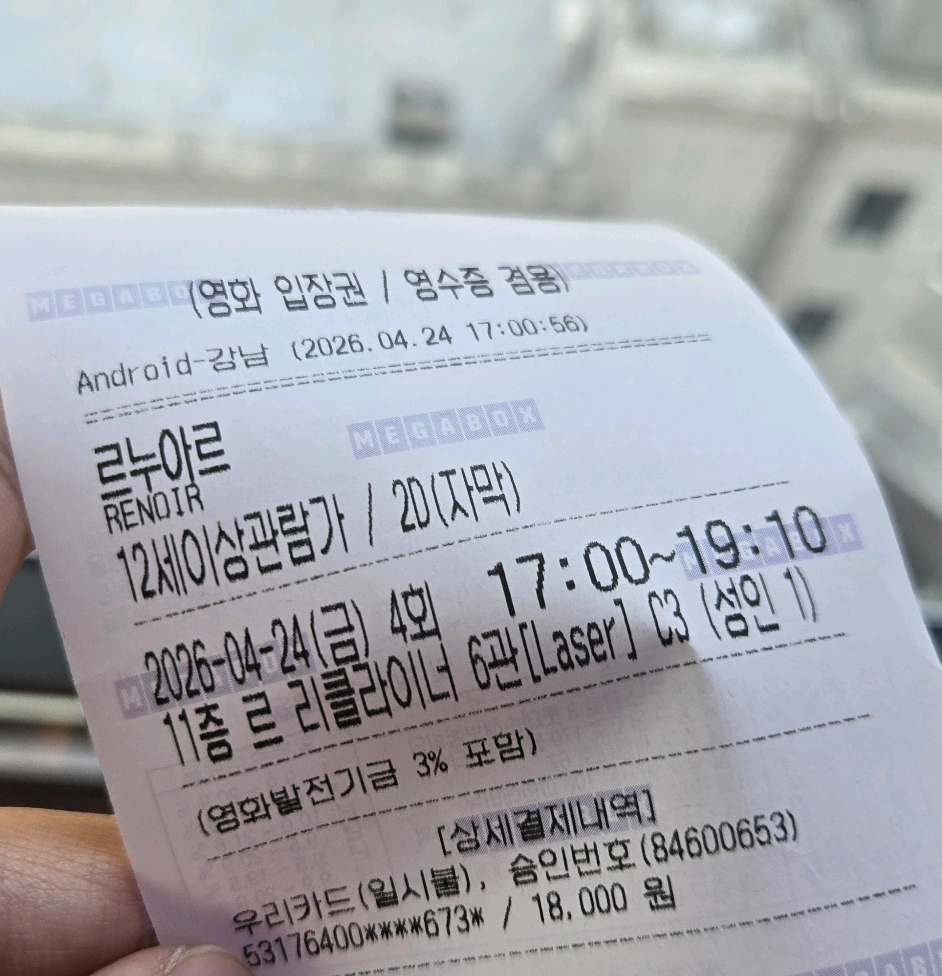 MEGABOX
(영화 입장권 / 영수증 겸용)
Android-강남 (2026.04.24 17:00:56)
르누아르
MEGABOX
RENOIR
12세이상관람가 / 2D(자막)
2026-04-24(금) 4회 17:00~19:10
11층 르 리클라이너 6관[Laser] C3 (성인 1)
(영화발전기금 3% 포함)
[상세결제내역]
우리카드(일시불), 승인번호(84600653)
53176400****673* / 18,000 원